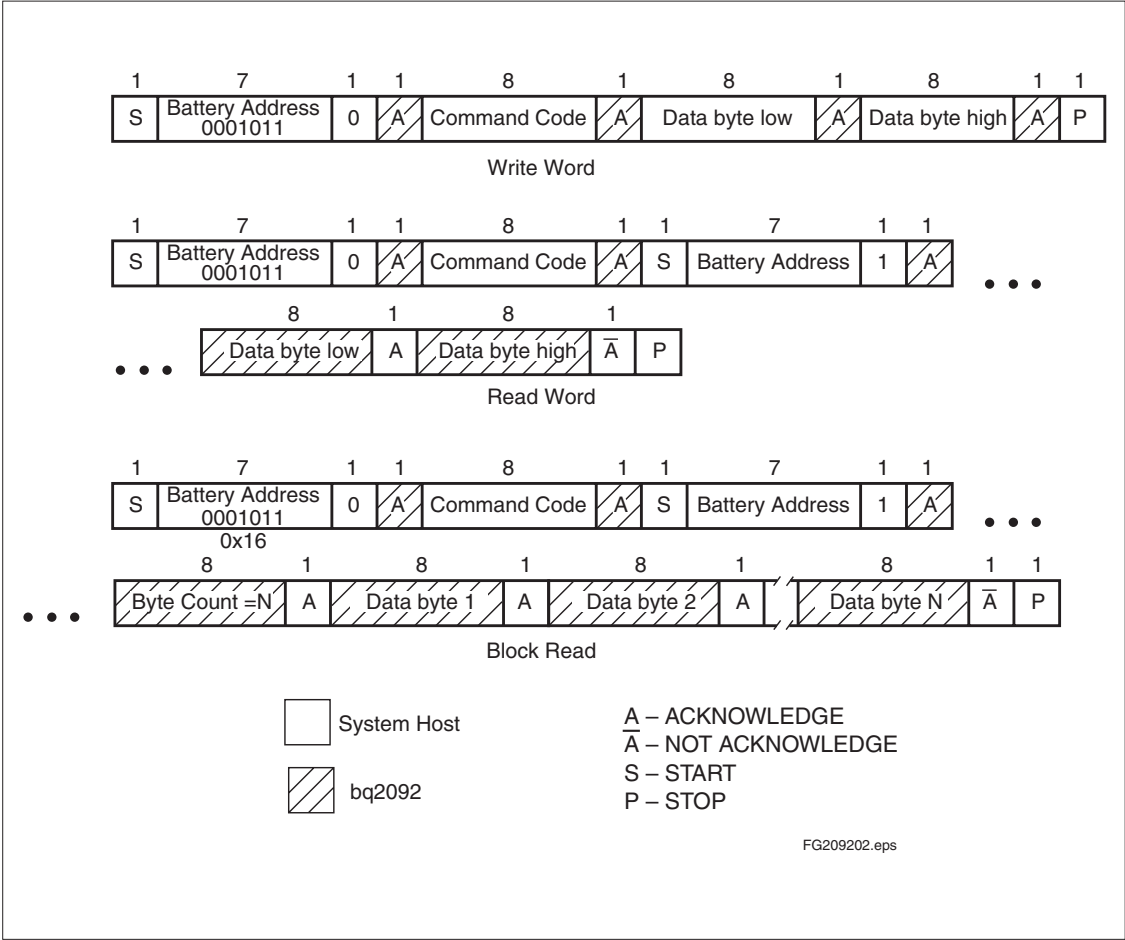 1 7 1 1 8 1 8 1 8 1 1
S Battery Address 0 A Command Code A Data byte low A Data byte high A P
0001011
Write Word
1 7 1 1 8 1 1 7 1 1
S Battery Address 0 A Command Code A S Battery Address 1 A
0001011
• • •
8 1 8 1
• • • Data byte low A Data byte high A̅ P
Read Word
1 7 1 1 8 1 1 7 1 1
S Battery Address 0 A Command Code A S Battery Address 1 A
0001011
• • •
0x16
8 1 8 1 8 1 8 1 1
• • • Byte Count =N A Data byte 1 A Data byte 2 A Data byte N A̅ P
Block Read
System Host
bq2092
A – ACKNOWLEDGE
A̅ – NOT ACKNOWLEDGE
S – START
P – STOP
FG209202.eps